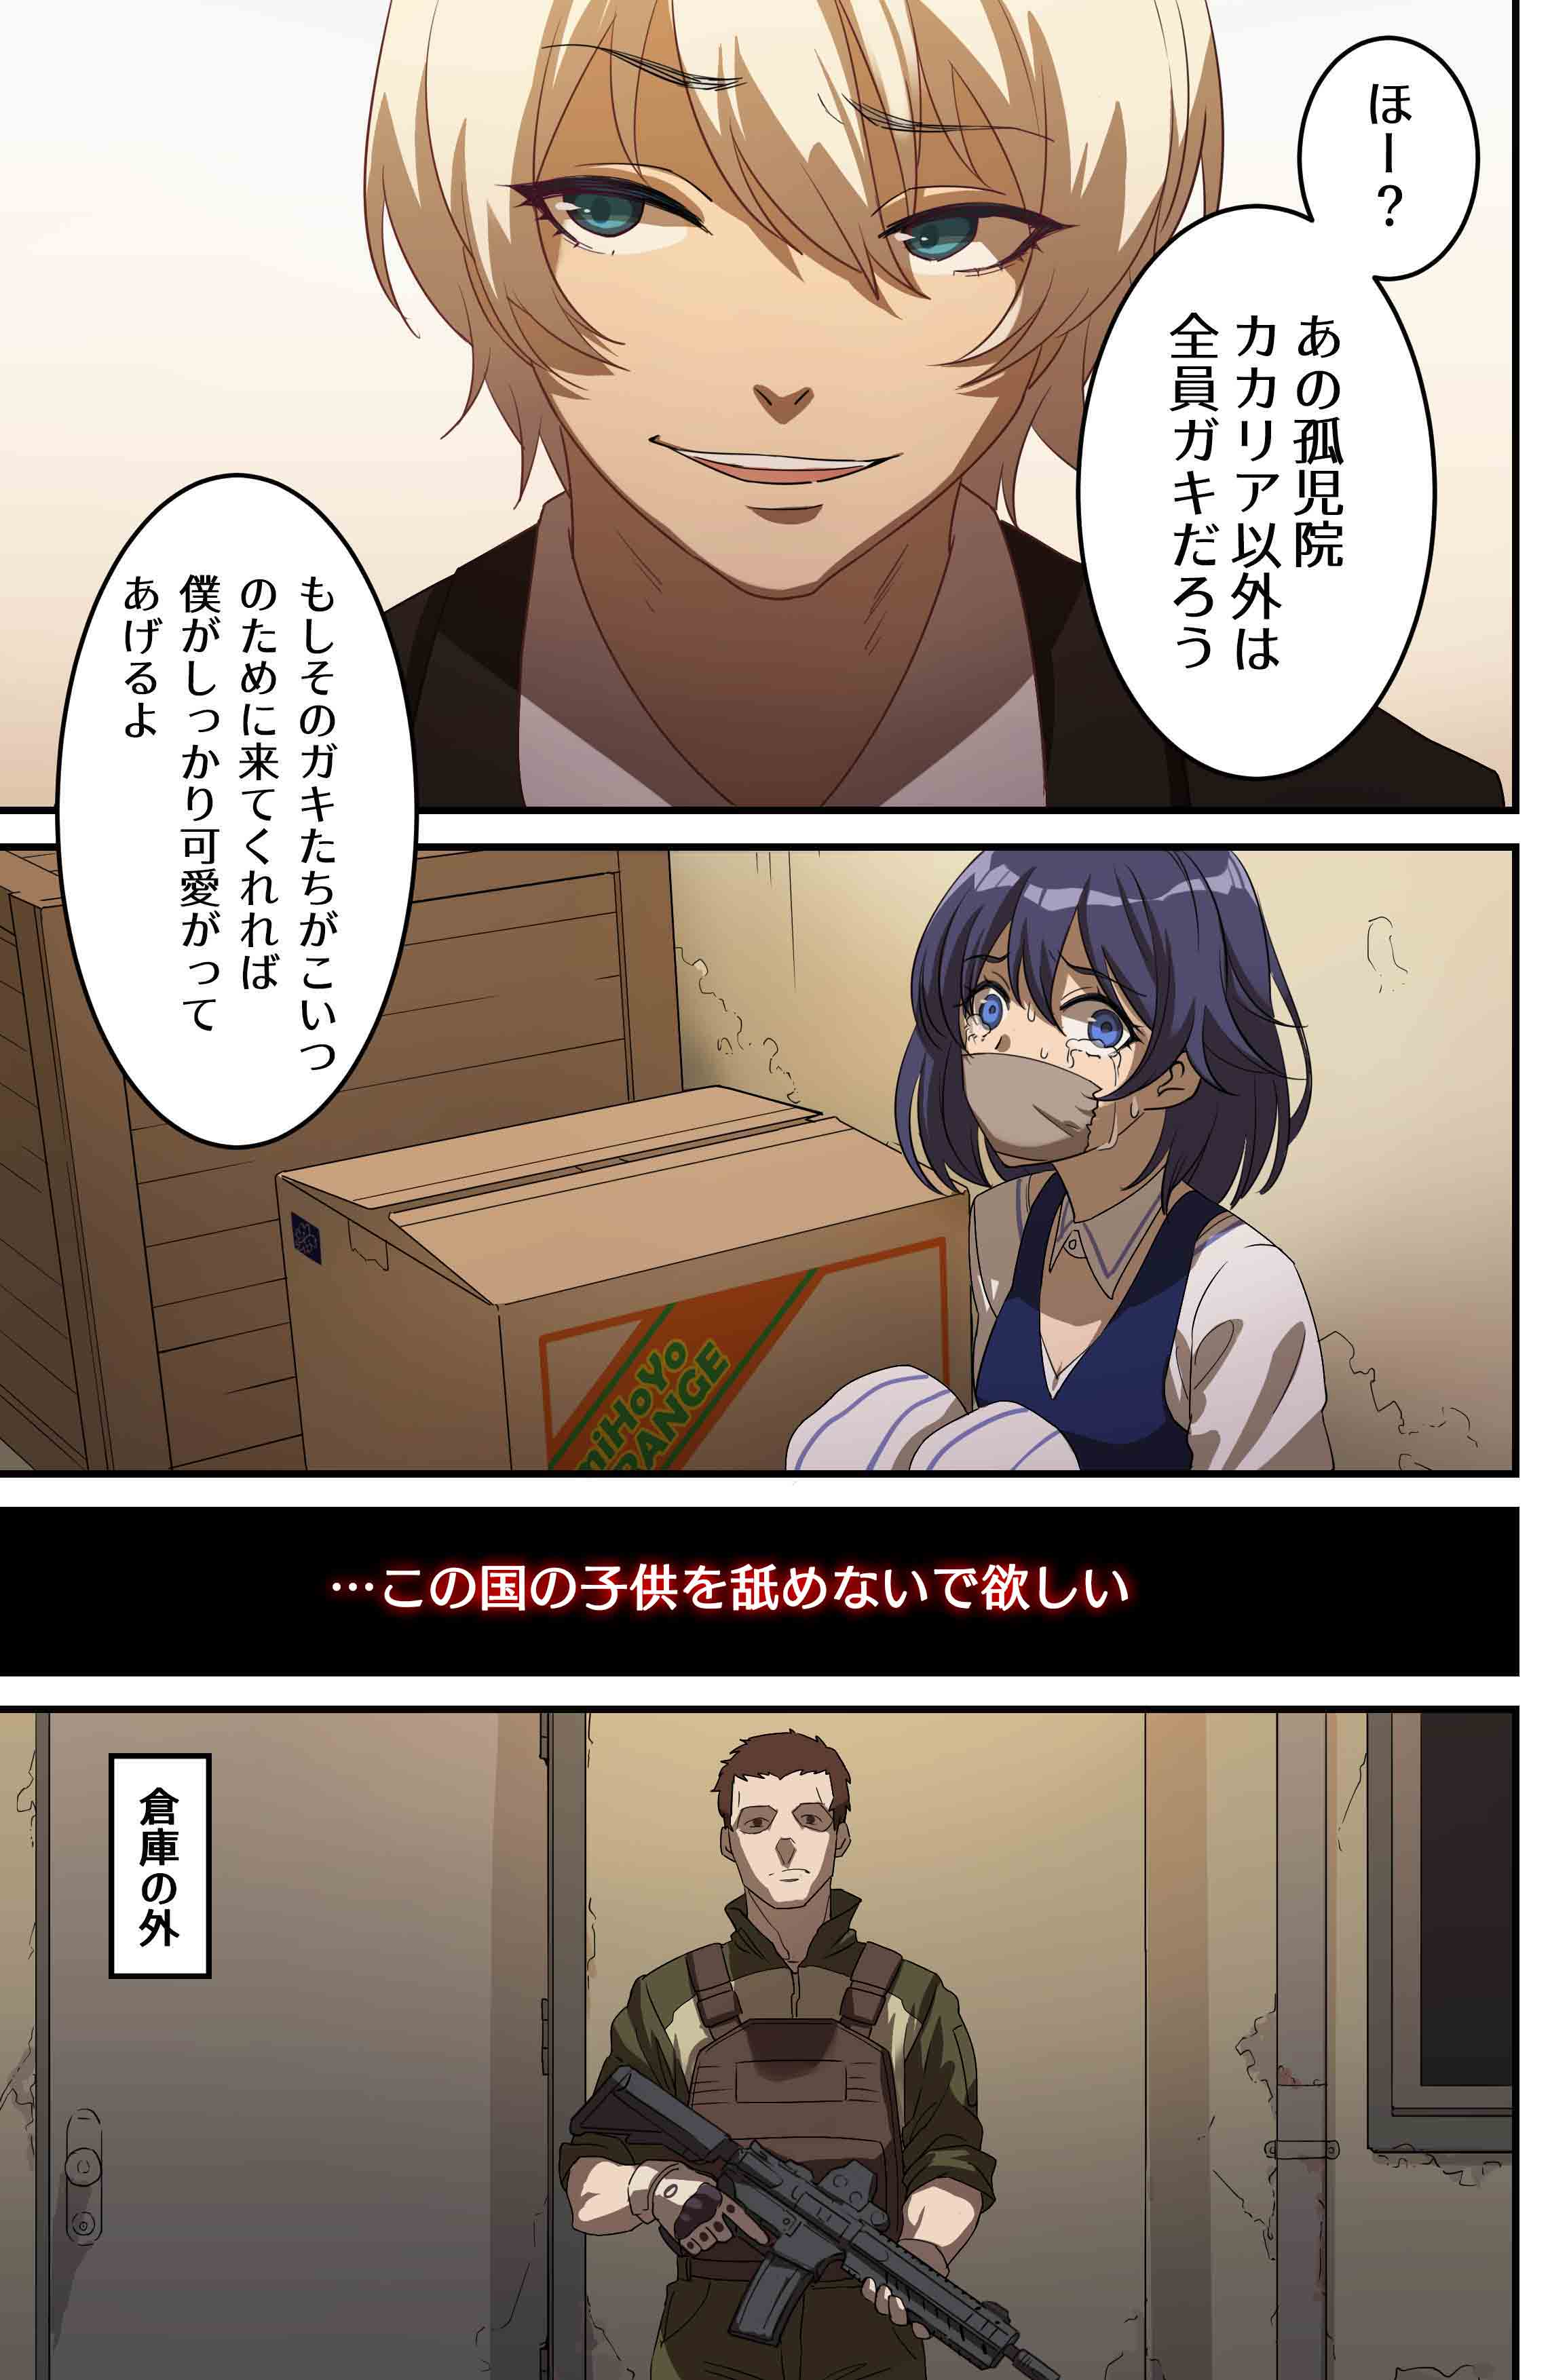 ほー?
あの孤児院
カカリア以外は
全員ガキだろう
もしそのガキたちがこいつ
のために来てくれれば
僕がしっかり可愛がって
あげるよ
miHoYo
RANGE
…この国の子供を舐めないで欲しい
倉庫の外